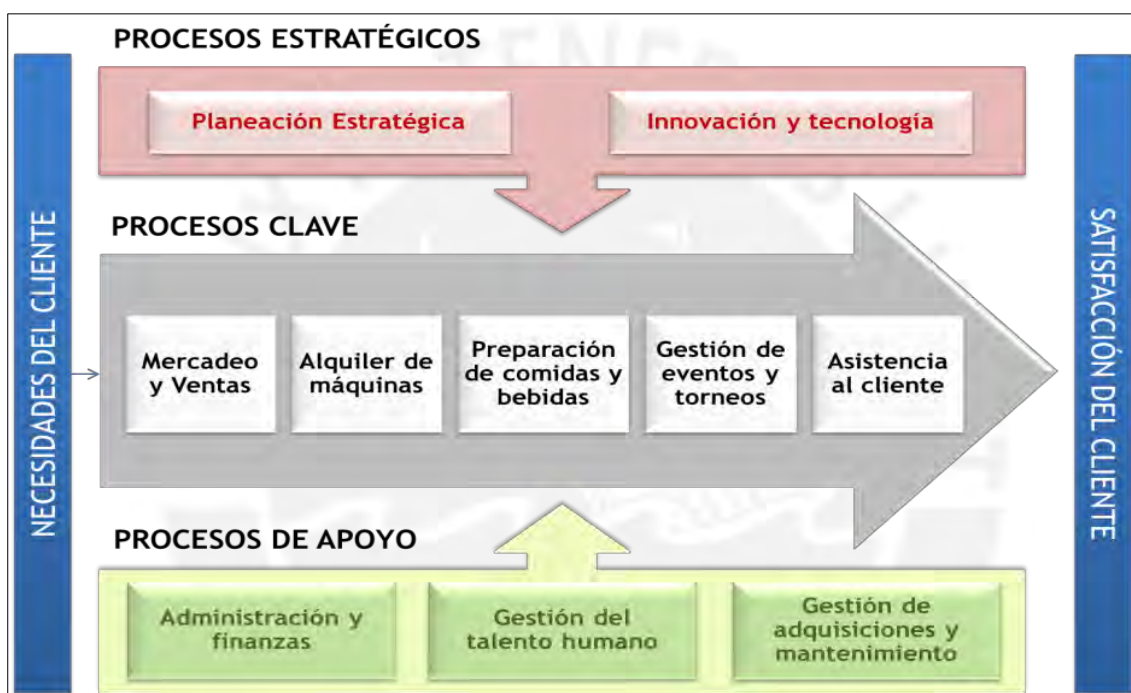 PROCESOS ESTRATÉGICOS
Planeación Estratégica
Innovación y tecnología
NECESIDADES DEL CLIENTE
PROCESOS CLAVE
Mercadeo
y Ventas
Alquiler de
máquinas
Preparación
de comidas y
bebidas
Gestión de
eventos y
torneos
Asistencia
al cliente
SATISFACCIÓN DEL CLIENTE
PROCESOS DE APOYO
Administración y
finanzas
Gestión del
talento humano
Gestión de
adquisiciones y
mantenimiento